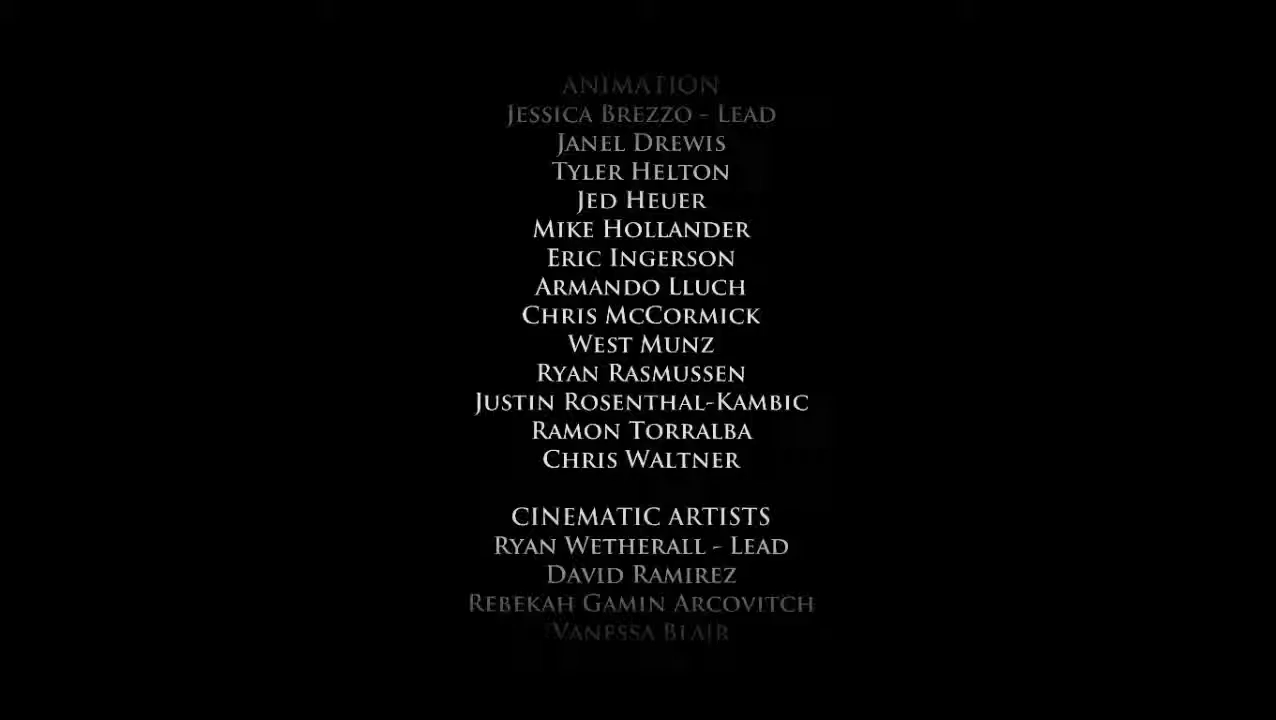 ANIMATION
JESSICA BREZZO - LEAD
JANEL DREWIS
TYLER HELTON
JED HEUER
MIKE HOLLANDER
ERIC INGERSON
ARMANDO LLUCH
CHRIS MCCORMICK
WEST MUNZ
RYAN RASMUSSEN
JUSTIN ROSENTHAL-KAMBIC
RAMON TORRALBA
CHRIS WALTNER
CINEMATIC ARTISTS
RYAN WETHERALL - LEAD
DAVID RAMIREZ
REBEKAH GAMIN ARCOVITCH
VANESSA BLAIR